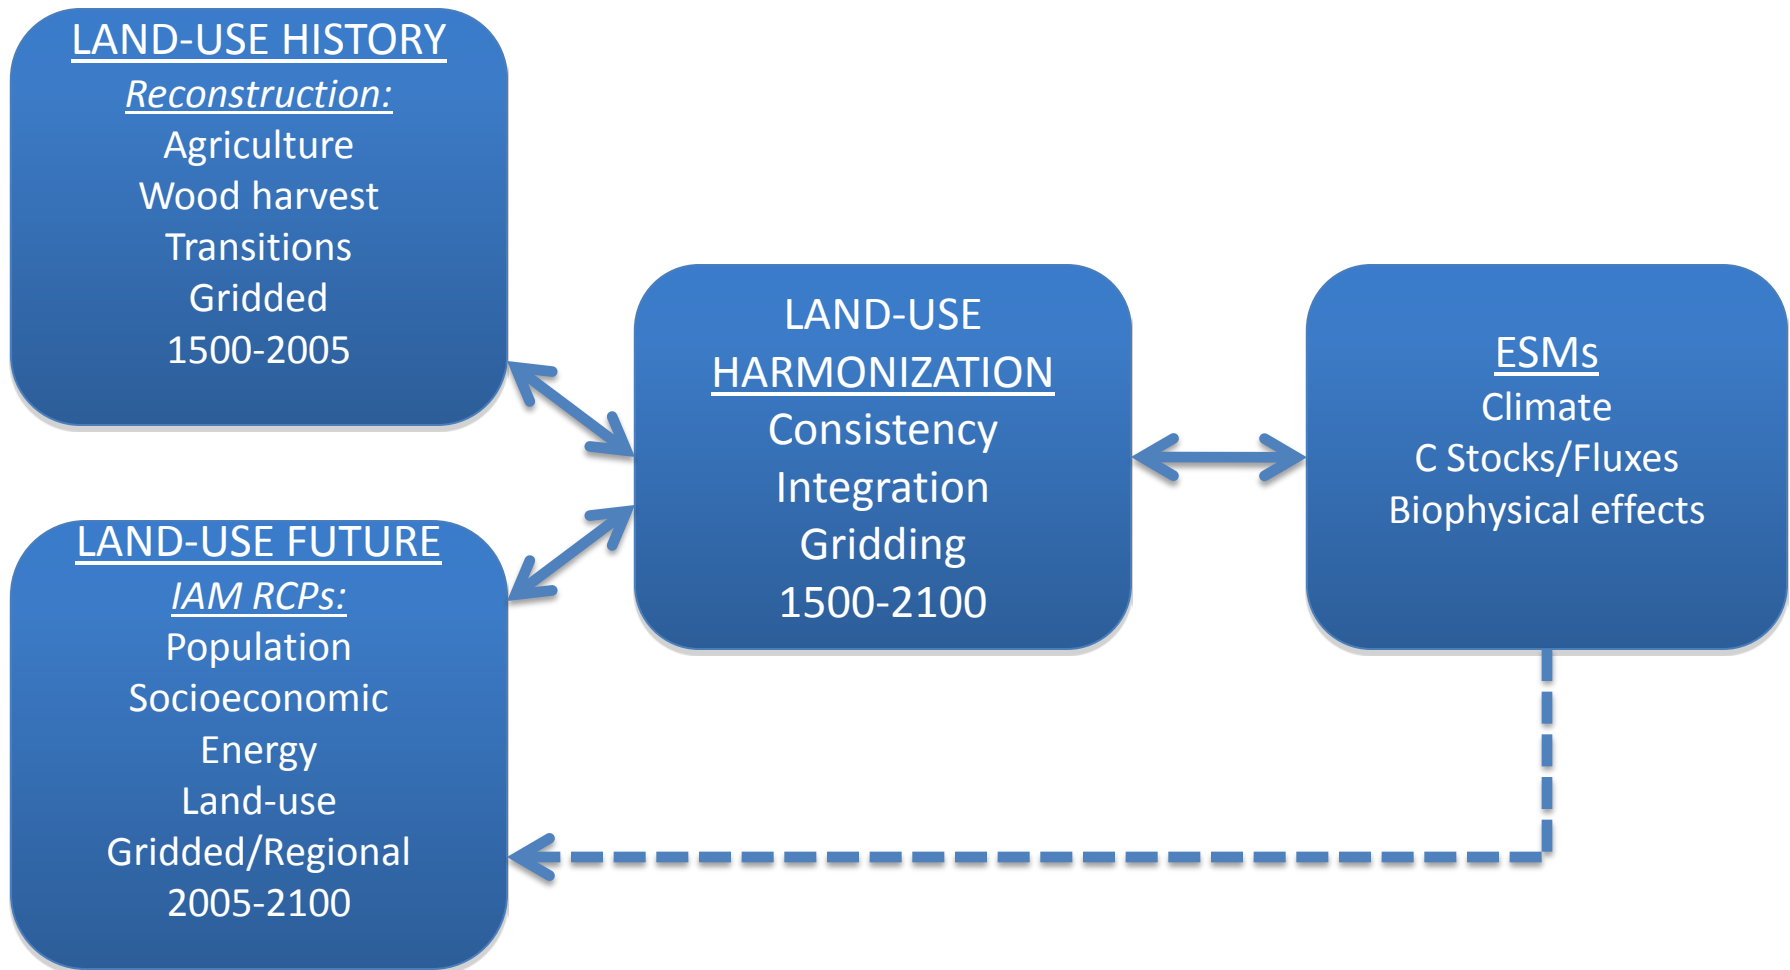 LAND-USE HISTORY
Reconstruction:
Agriculture
Wood harvest
Transitions
Gridded
1500-2005
LAND-USE FUTURE
IAM RCPs:
Population
Socioeconomic
Energy
Land-use
Gridded/Regional
2005-2100
LAND-USE
HARMONIZATION
Consistency
Integration
Gridding
1500-2100
ESMs
Climate
C Stocks/Fluxes
Biophysical effects